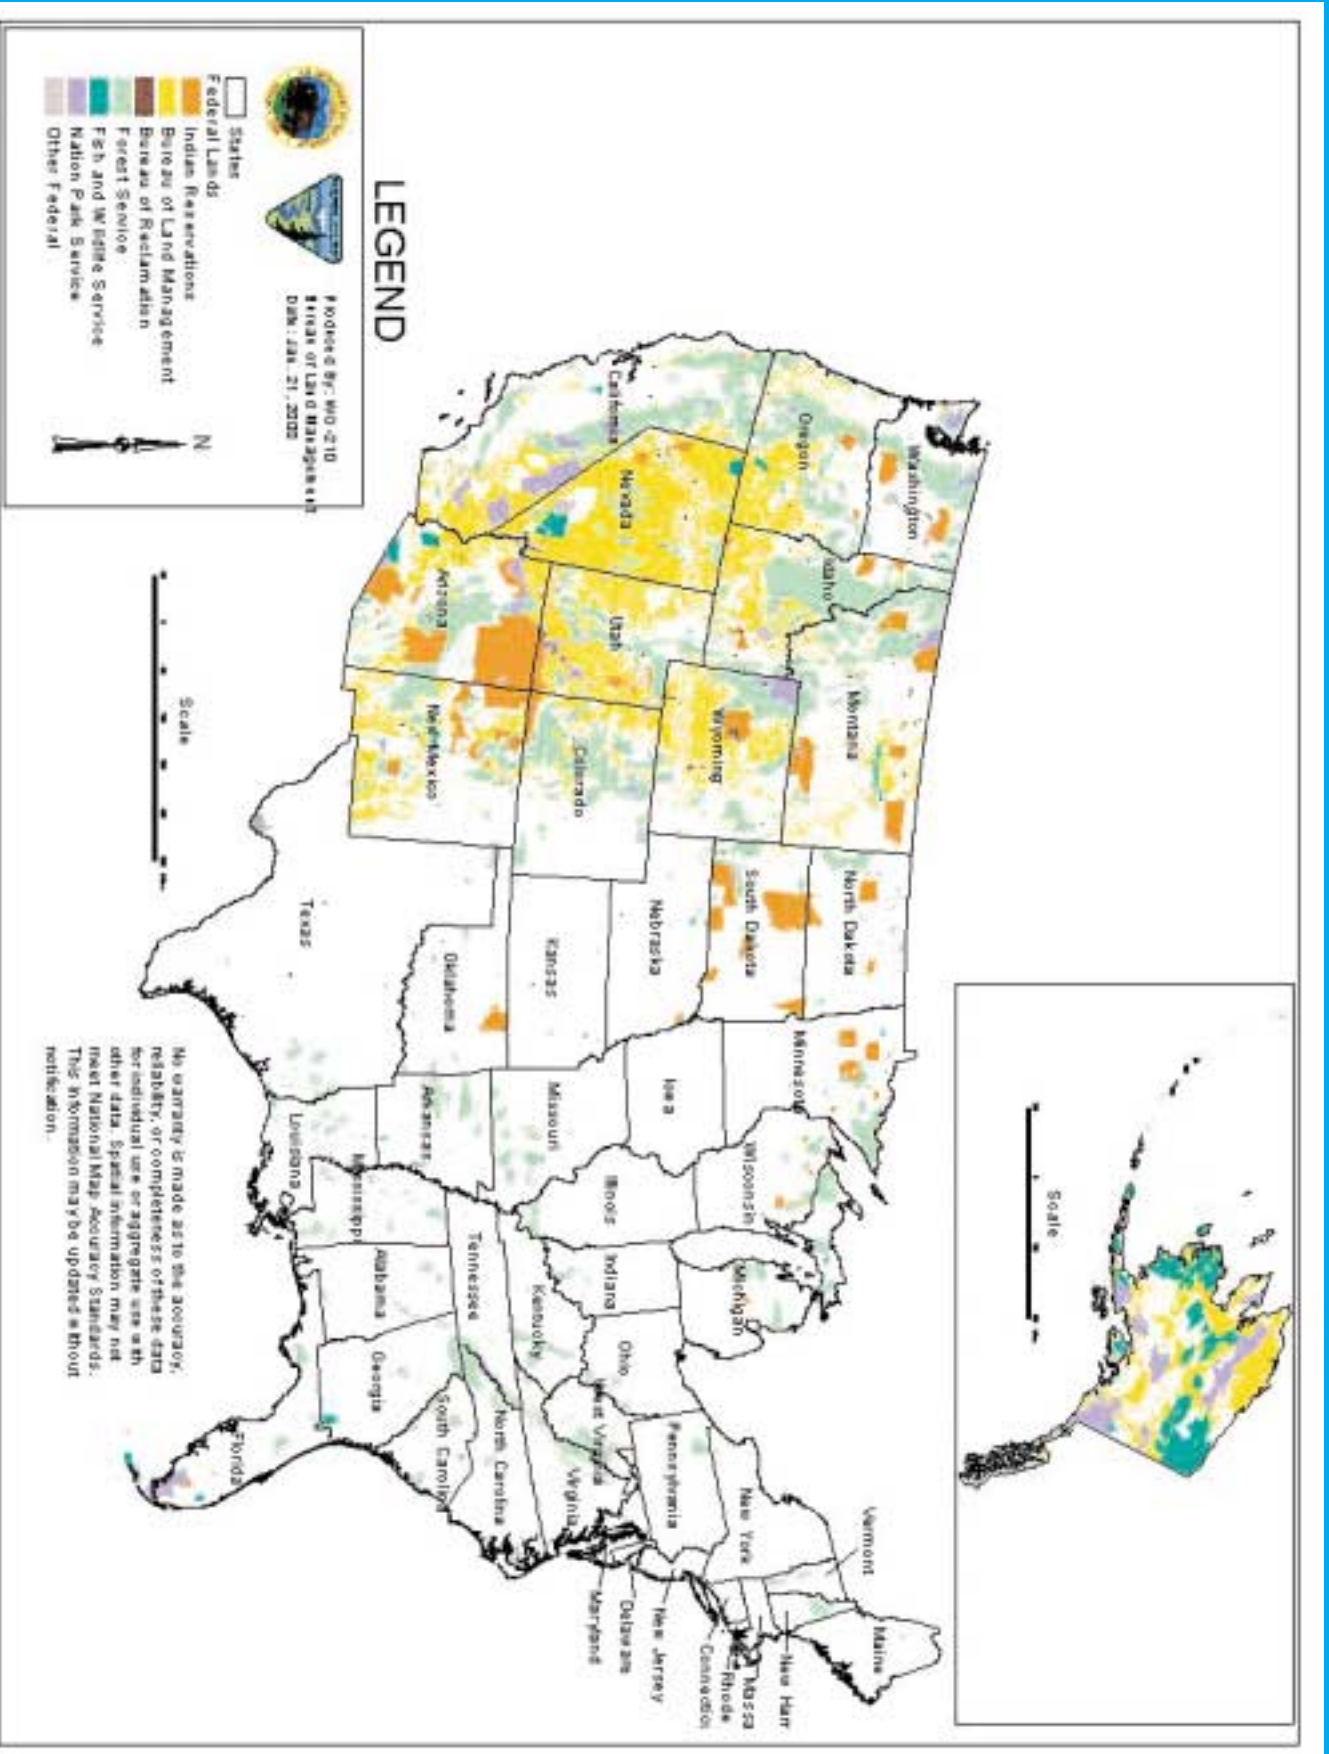 LEGEND
Produced By: WO-210
Bureau of Land Management
Date: Jan. 21, 2000
States
Federal Lands
Indian Reservations
Bureau of Land Management
Bureau of Reclamation
Forest Service
Fish and Wildlife Service
Nation Park Service
Other Federal
N
Scale
Scale
Washington
Oregon
California
Nevada
Idaho
Montana
Wyoming
Utah
Arizona
Colorado
New Mexico
North Dakota
South Dakota
Nebraska
Kansas
Oklahoma
Texas
Minnesota
Iowa
Missouri
Arkansas
Louisiana
Wisconsin
Illinois
Mississippi
Michigan
Indiana
Kentucky
Tennessee
Alabama
Ohio
West Virginia
Virginia
North Carolina
South Carolina
Georgia
Florida
Pennsylvania
New York
Vermont
Maine
New Ham
Massa
Rhode
Connectic
New Jersey
Delaware
Maryland
No warranty is made as to the accuracy,
reliability, or completeness of these data
for individual use or aggregate use with
other data. Spatial information may not
meet National Map Accuracy Standards.
This information may be updated without
notification.